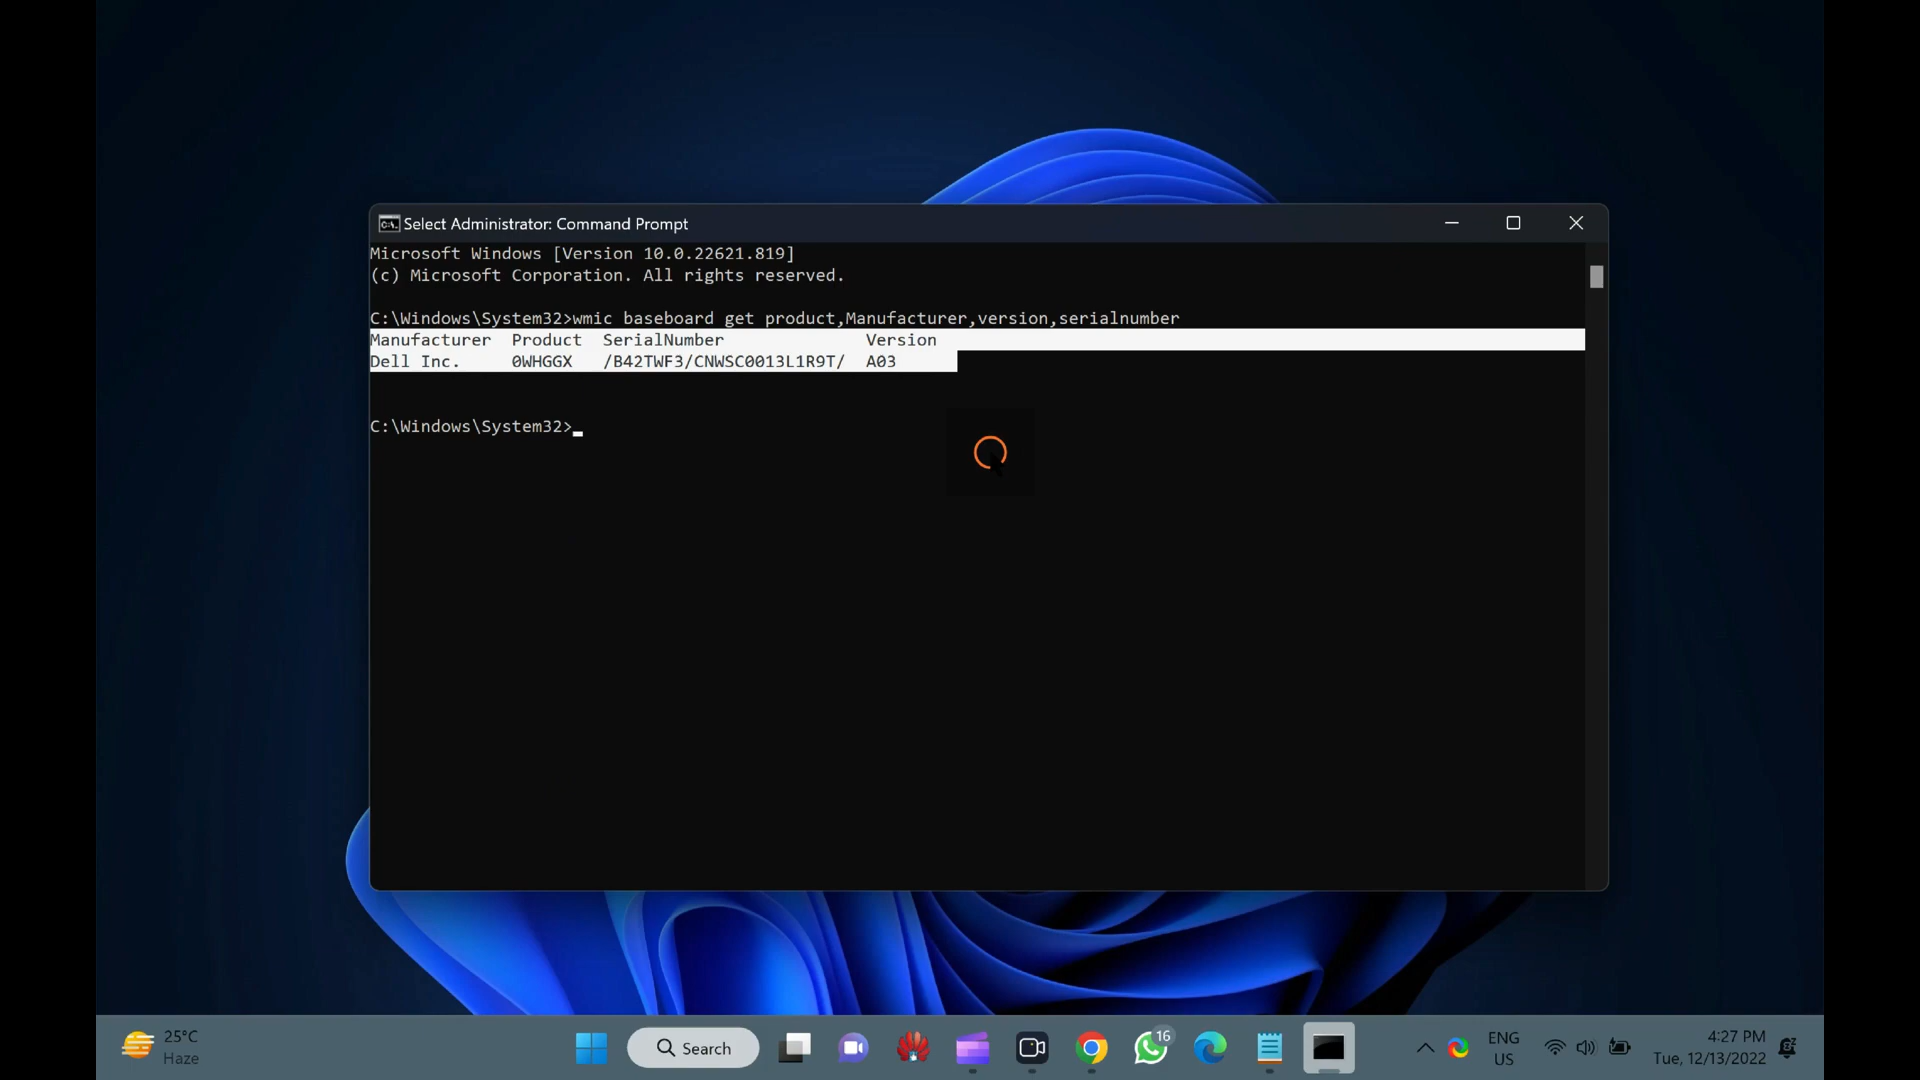 Select Administrator: Command Prompt
Microsoft Windows [Version 10.0.22621.819]
(c) Microsoft Corporation. All rights reserved.
C:\Windows\System32>wmic baseboard get product,Manufacturer,version,serialnumber
Manufacturer  Product  SerialNumber              Version
Dell Inc.     0WHGGX   /B42TWF3/CNWSC0013L1R9T/  A03
C:\Windows\System32>_
25°C
Haze
Search
16
ENG
US
4:27 PM
Tue, 12/13/2022